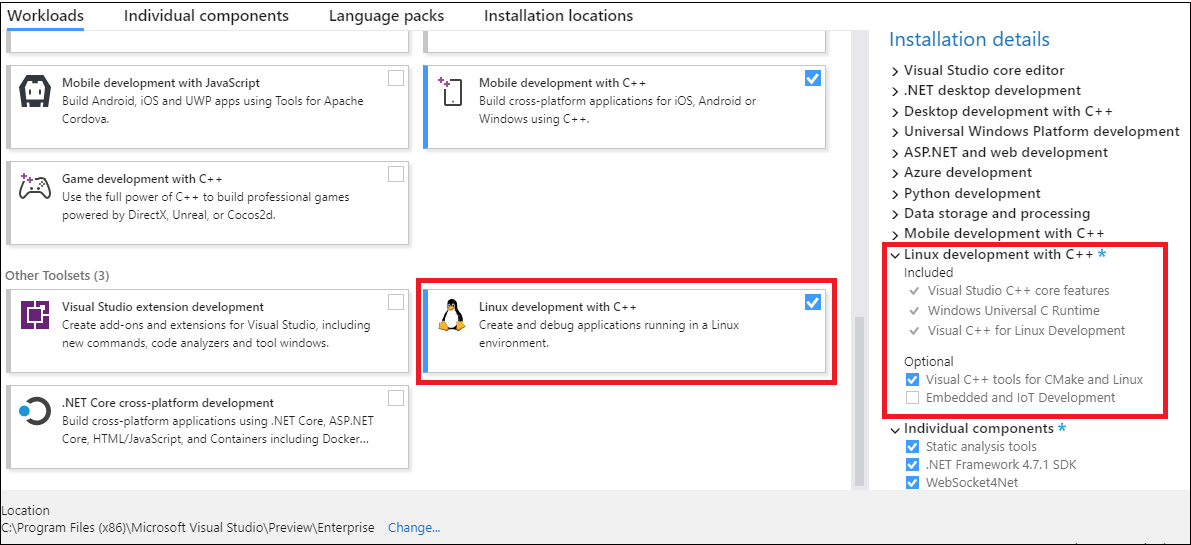 Workloads
Individual components
Language packs
Installation locations
Mobile development with JavaScript
Build Android, iOS and UWP apps using Tools for Apache
Cordova.
Mobile development with C++
Build cross-platform applications for iOS, Android or
Windows using C++.
Game development with C++
Use the full power of C++ to build professional games
powered by DirectX, Unreal, or Cocos2d.
Other Toolsets (3)
Visual Studio extension development
Create add-ons and extensions for Visual Studio, including
new commands, code analyzers and tool windows.
Linux development with C++
Create and debug applications running in a Linux
environment.
.NET Core cross-platform development
Build cross-platform applications using .NET Core, ASP.NET
Core, HTML/JavaScript, and Containers including Docker...
Installation details
Visual Studio core editor
.NET desktop development
Desktop development with C++
Universal Windows Platform development
ASP.NET and web development
Azure development
Python development
Data storage and processing
Mobile development with C++
Linux development with C++ *
Included
Visual Studio C++ core features
Windows Universal C Runtime
Visual C++ for Linux Development
Optional
Visual C++ tools for CMake and Linux
Embedded and IoT Development
Individual components *
Static analysis tools
.NET Framework 4.7.1 SDK
WebSocket4Net
Location
C:\Program Files (x86)\Microsoft Visual Studio\Preview\Enterprise Change...